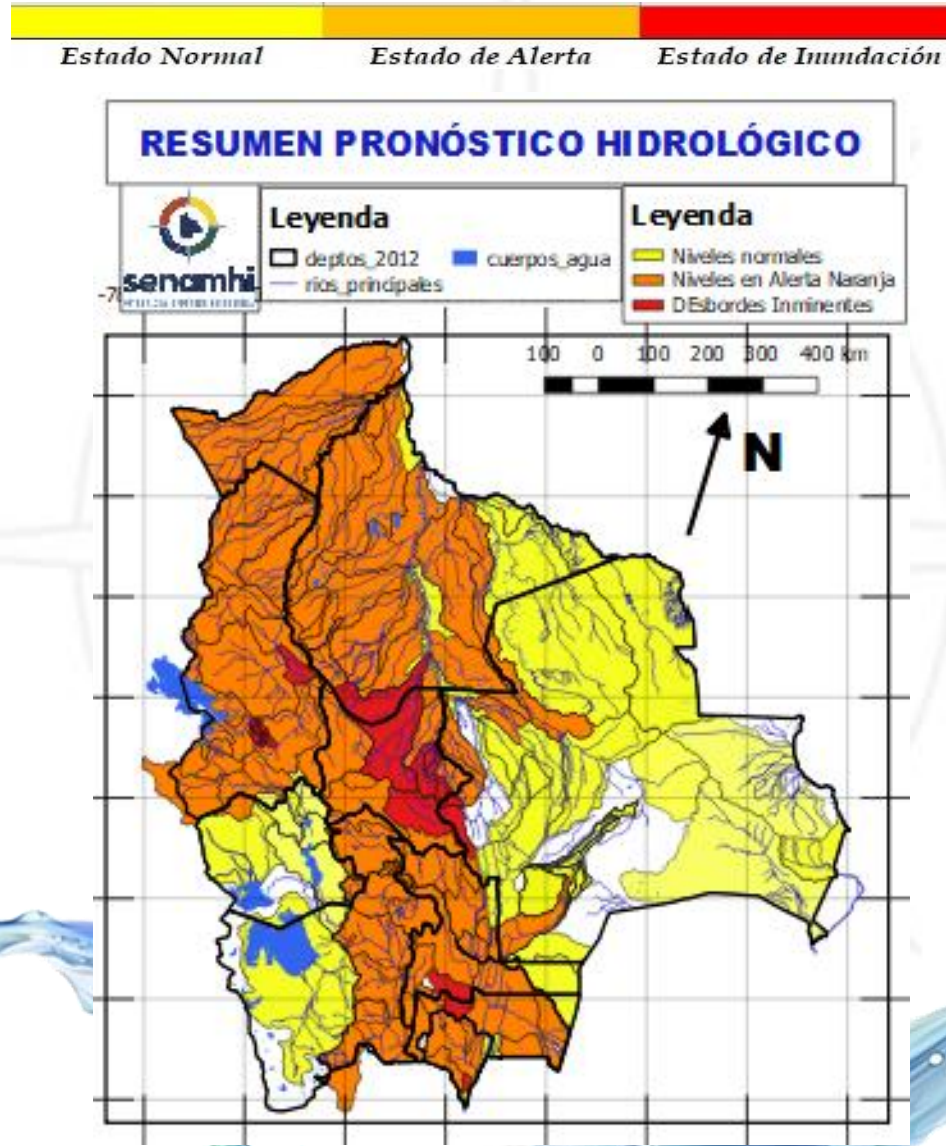 Estado Normal Estado de Alerta Estado de Inundación
RESUMEN PRONÓSTICO HIDROLÓGICO
senamhi
Leyenda
deptos_2012 cuerpos_agua
rios_principales
Leyenda
Niveles normales
Niveles en Alerta Naranja
DEsbordes Inminentes
100 0 100 200 300 400 km
N